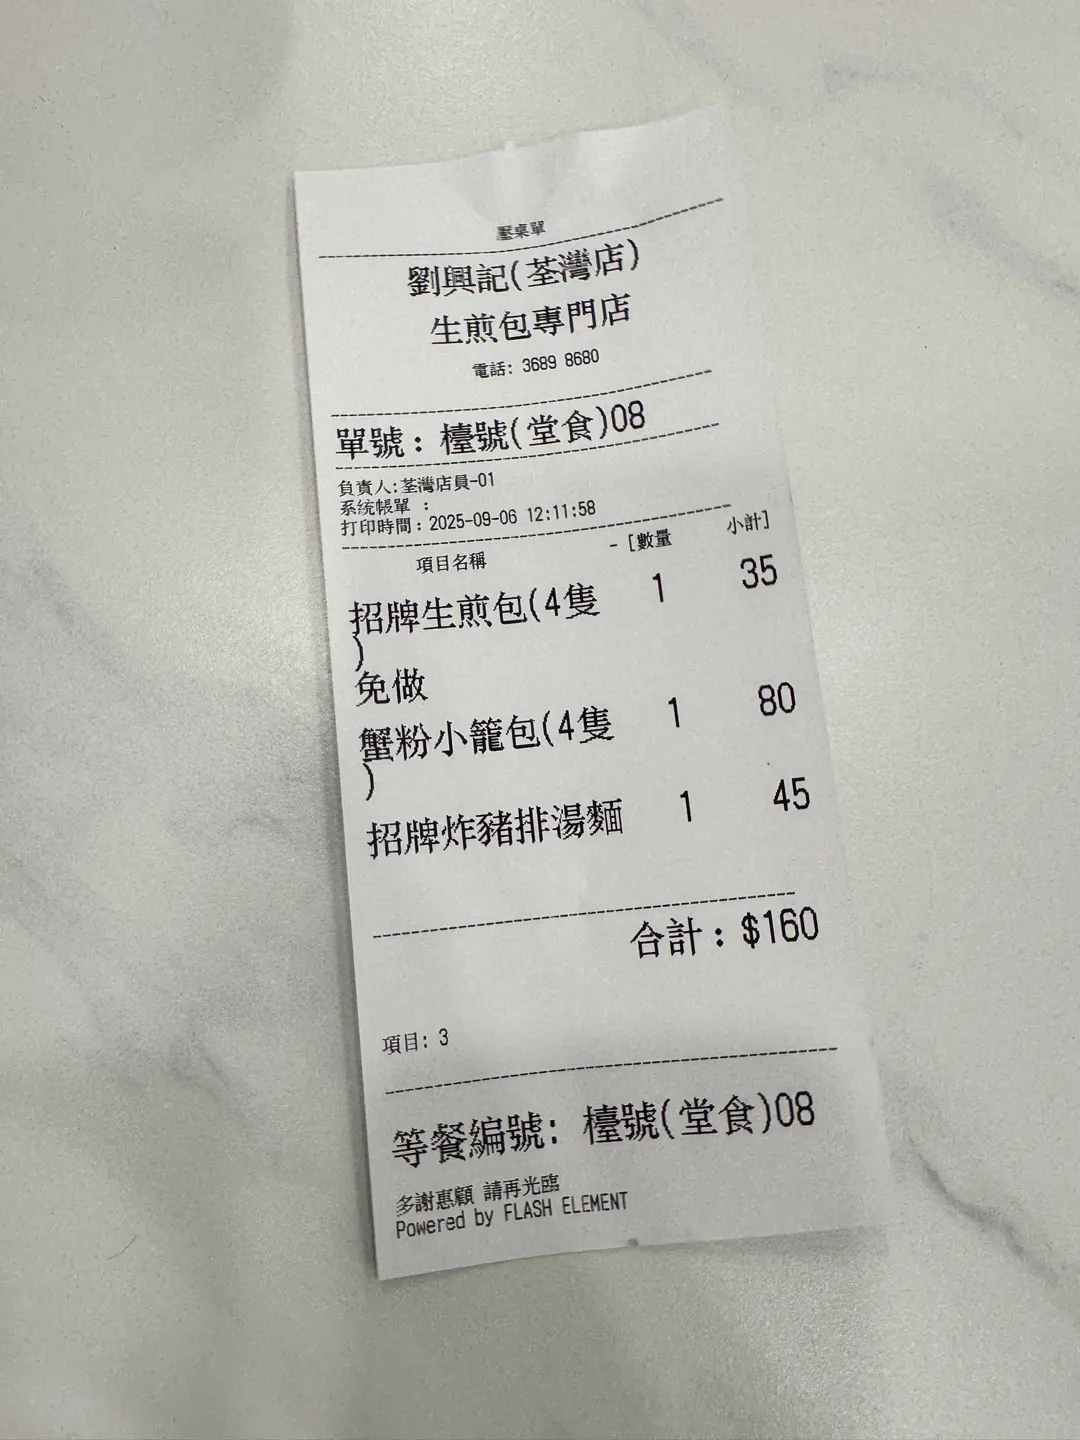 壓桌單
劉興記(荃灣店)
生煎包專門店
電話: 3689 8680
單號: 檯號(堂食)08
負責人:荃灣店員-01
系統帳單 :
打印時間: 2025-09-06 12:11:58
項目名稱 - [數量 小計]
招牌生煎包(4隻 1 35
)
免做
蟹粉小籠包(4隻 1 80
)
招牌炸豬排湯麵 1 45
合計: $160
項目: 3
等餐編號: 檯號(堂食)08
多謝惠顧 請再光臨
Powered by FLASH ELEMENT